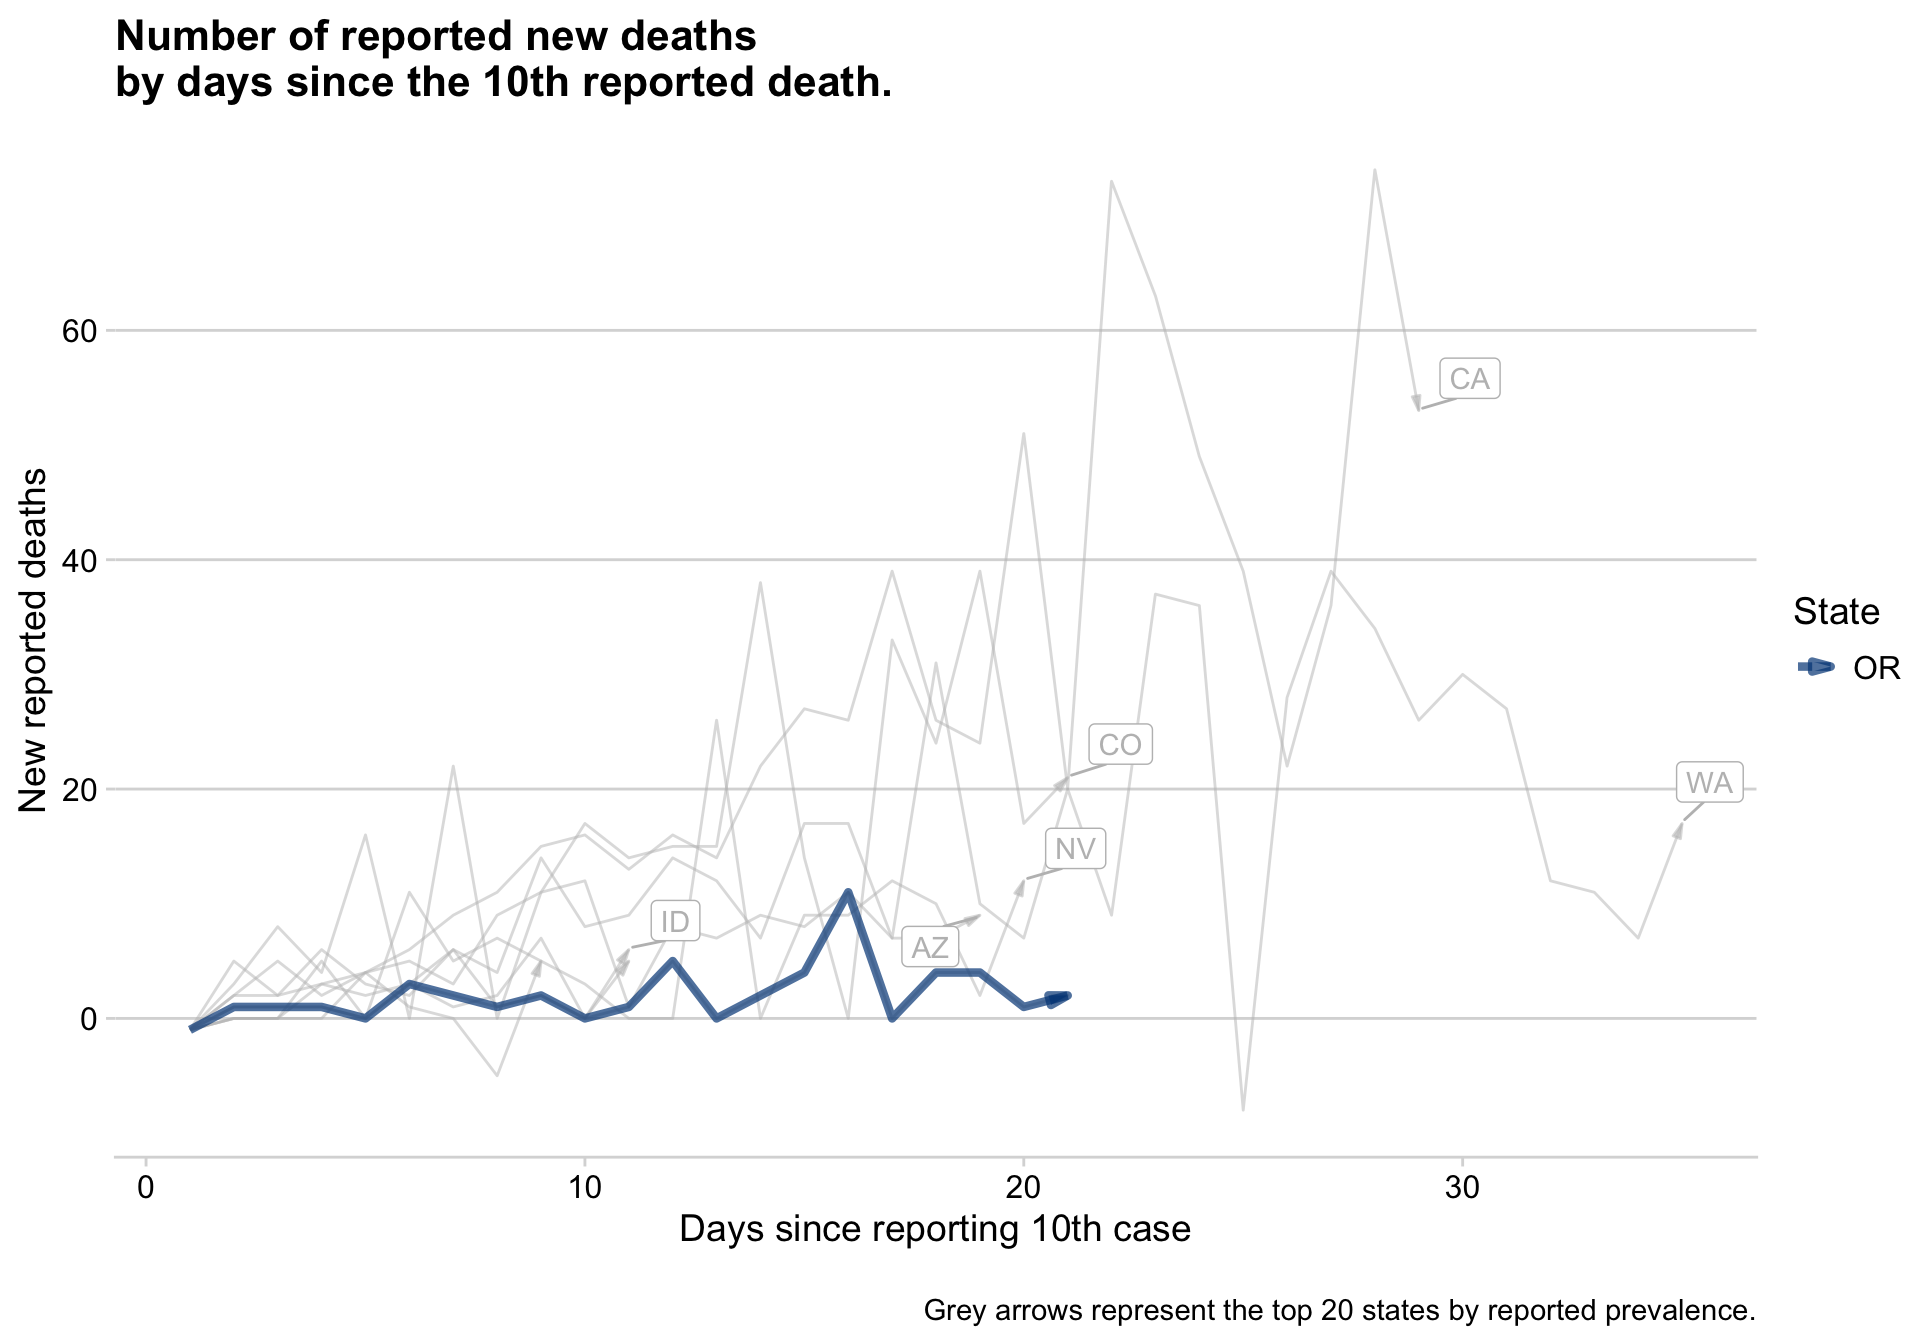 Number of reported new deaths
by days since the 10th reported death.
New reported deaths
60
40
20
0
CA
CO
WA
NV
ID
AZ
State
OR
0 10 20 30
Days since reporting 10th case
Grey arrows represent the top 20 states by reported prevalence.